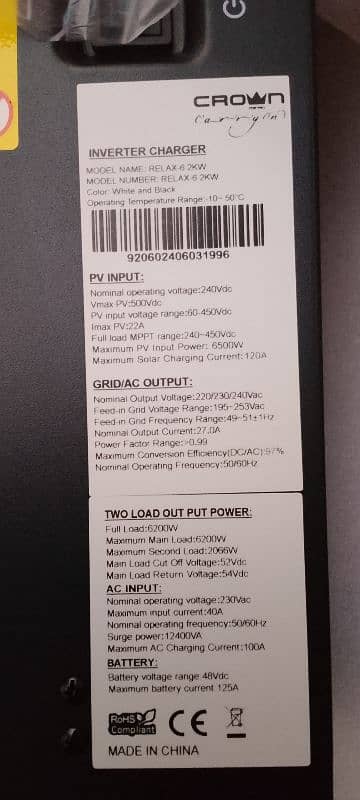 CROWN
Carry on
INVERTER CHARGER
MODEL NAME: RELAX-6.2KW
MODEL NUMBER: RELAX-6.2KW
Color: White and Black
Operating Temperature Range:-10~ 50°C
920602406031996
PV INPUT:
Nominal operating voltage:240Vdc
Vmax PV:500Vdc
PV input voltage range:60-450Vdc
Imax PV:22A
Full load MPPT range:240-450Vdc
Maximum PV Input Power: 6500W
Maximum Solar Charging Current:120A
GRID/AC OUTPUT:
Nominal Output Voltage:220/230/240Vac
Feed-in Grid Voltage Range:195~253Vac
Feed-in Grid Frequency Range:49~51±1Hz
Nominal Output Current:27.0A
Power Factor Range:>0.99
Maximum Conversion Efficiency(DC/AC):97%
Nominal Operating Frequency:50/60Hz
TWO LOAD OUT PUT POWER:
Full Load:6200W
Maximum Main Load:6200W
Maximum Second Load:2066W
Main Load Cut Off Voltage:52Vdc
Main Load Return Voltage:54Vdc
AC INPUT:
Nominal operating voltage:230Vac
Maximum input current:40A
Nominal operating frequency:50/60Hz
Surge power:12400VA
Maximum AC Charging Current:100A
BATTERY:
Battery voltage range 48Vdc
Maximum battery current 125A
RoHS
Compliant
CE
MADE IN CHINA